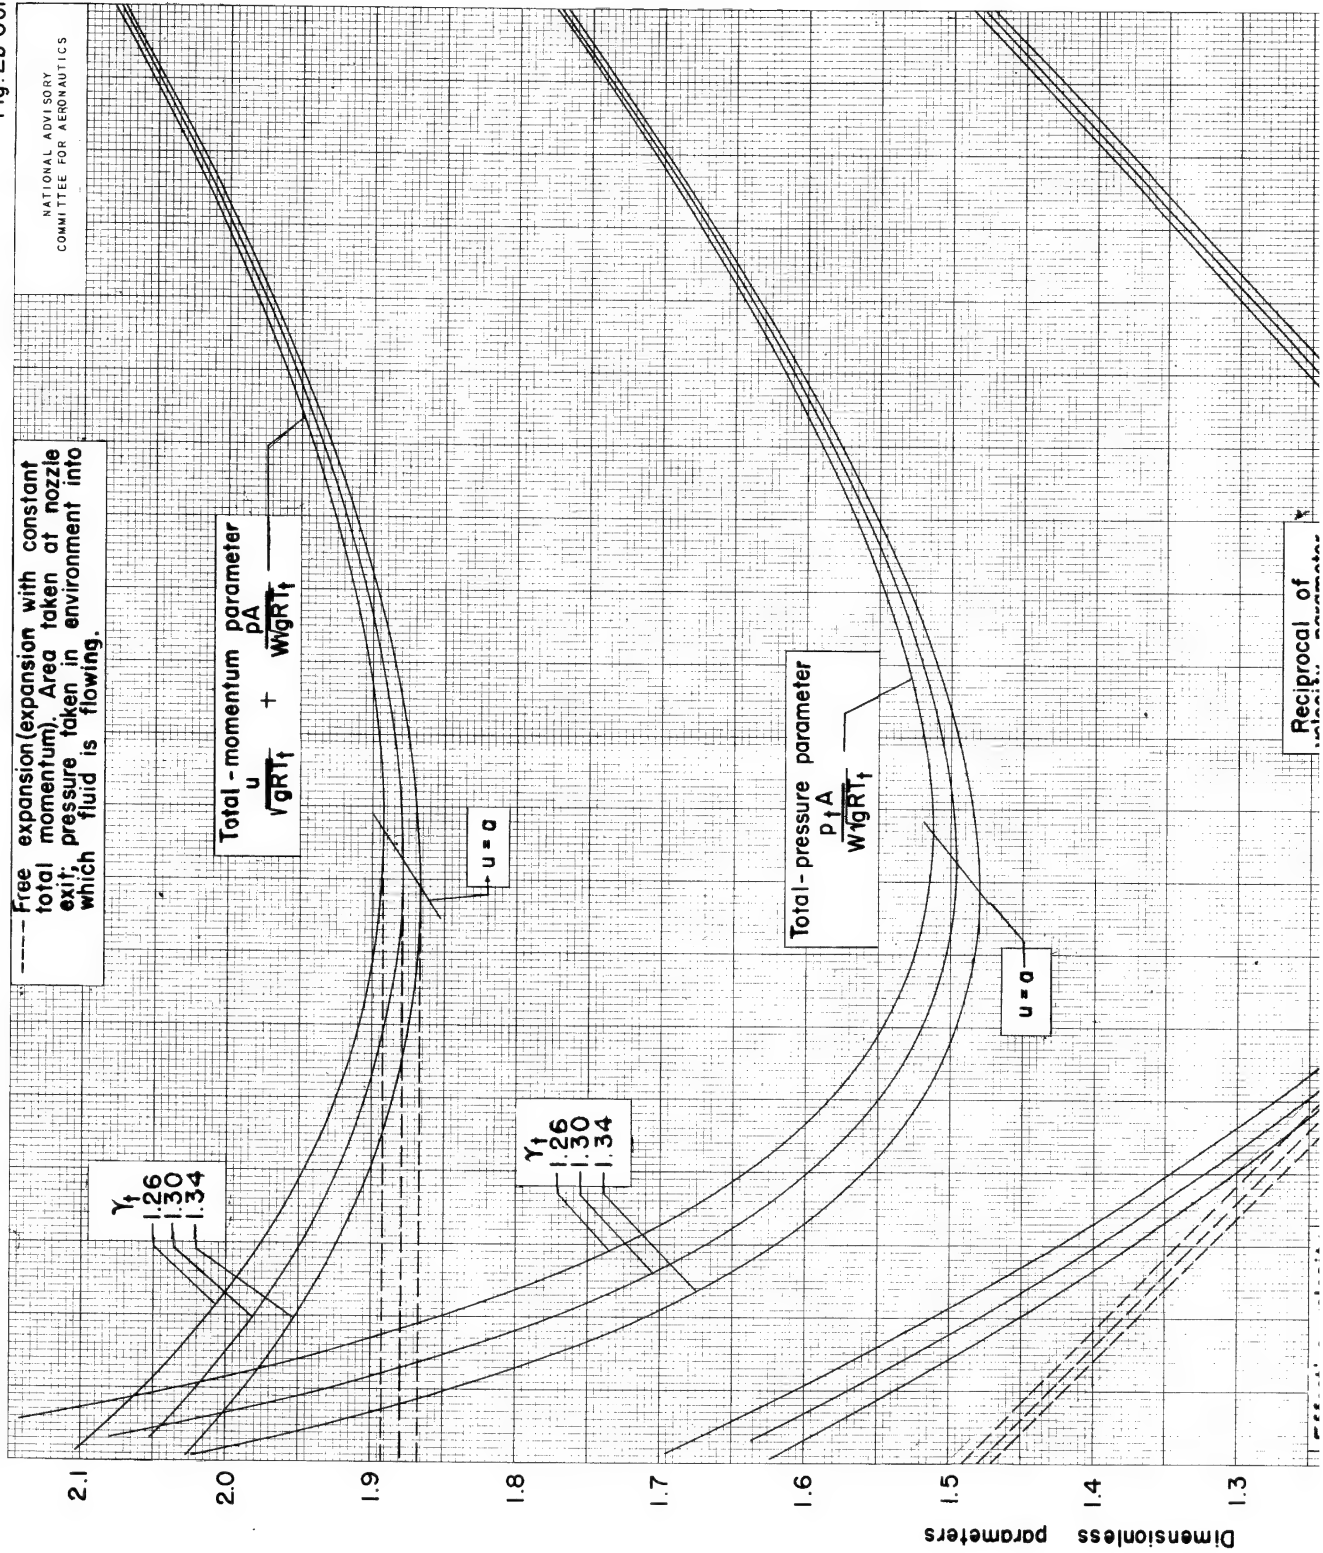 NATIONAL ADVISORY
COMMITTEE FOR AERONAUTICS
---- Free expansion (expansion with constant
total momentum). Area taken at nozzle
exit; pressure taken in environment into
which fluid is flowing.
Total-momentum parameter
u/√gRTt + pA/W√gRTt
u = a
γt
1.26
1.30
1.34
Total-pressure parameter
ptA/W√gRTt
u = a
γt
1.26
1.30
1.34
Reciprocal of
2.1
2.0
1.9
1.8
1.7
1.6
1.5
1.4
1.3
Dimensionless parameters